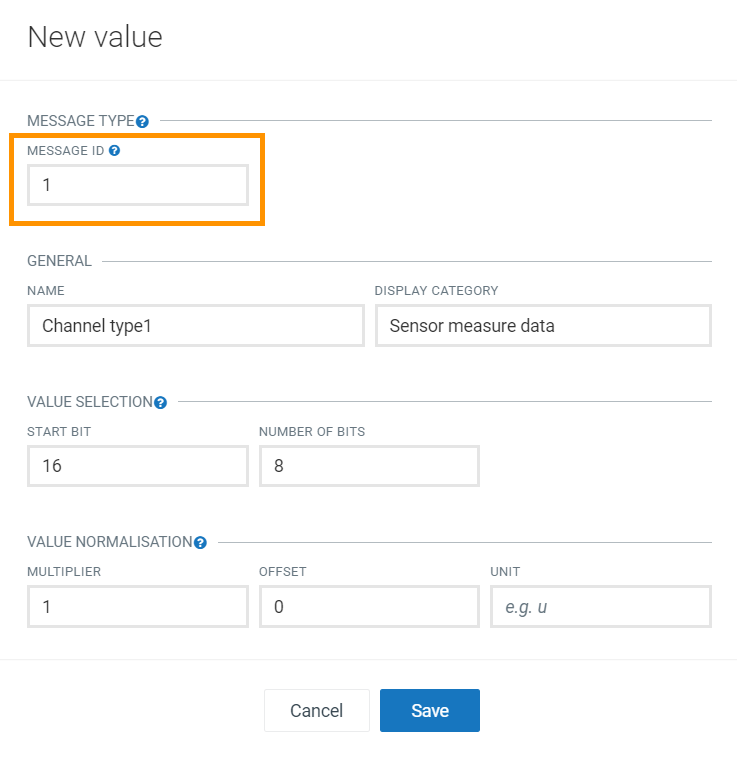 New value
MESSAGE TYPE
MESSAGE ID
1
GENERAL
NAME DISPLAY CATEGORY
Channel type1 Sensor measure data
VALUE SELECTION
START BIT NUMBER OF BITS
16 8
VALUE NORMALISATION
MULTIPLIER OFFSET UNIT
1 0 e.g. u
Cancel Save